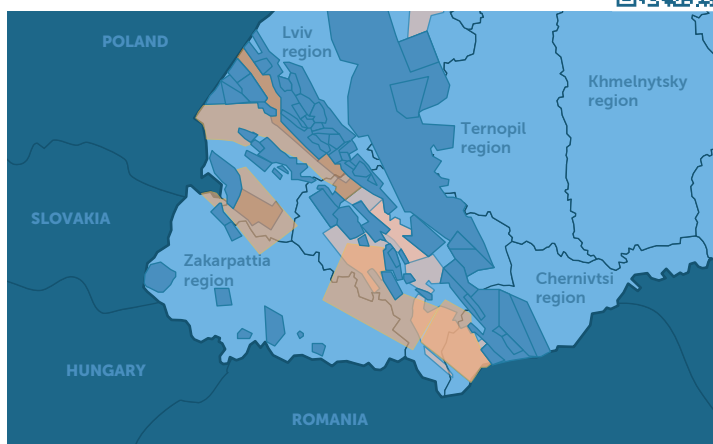 POLAND
Lviv
region
Khmelnytsky
region
Ternopil
region
SLOVAKIA
Zakarpattia
region
Chernivtsi
region
HUNGARY
ROMANIA